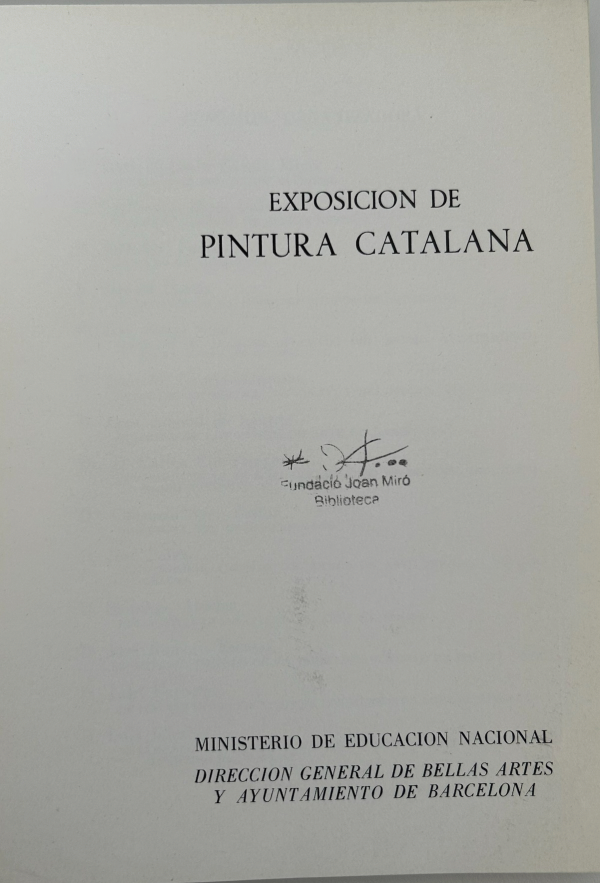 EXPOSICION DE
PINTURA CATALANA
Fundació Joan Miró
Biblioteca
MINISTERIO DE EDUCACION NACIONAL
DIRECCION GENERAL DE BELLAS ARTES
Y AYUNTAMIENTO DE BARCELONA